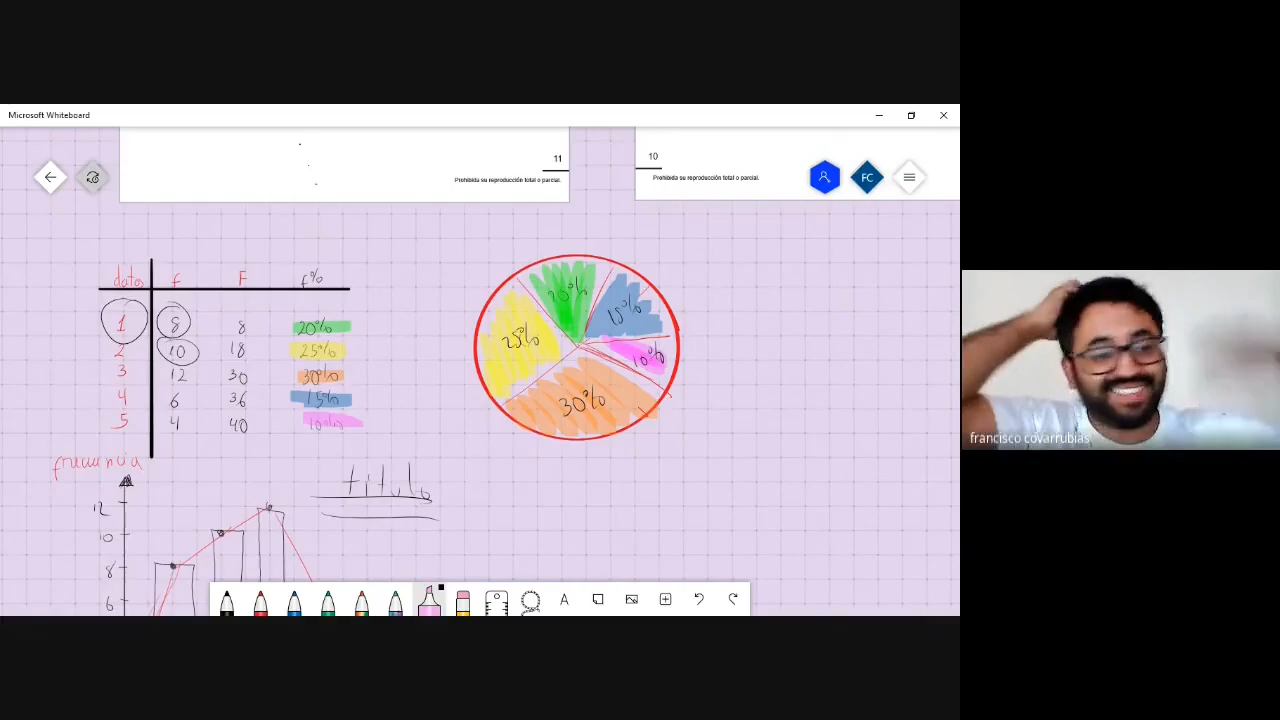 Microsoft Whiteboard
11
Prohibida su reproducción total o parcial.
10
Prohibida su reproducción total o parcial.
FC
datos f F f%
1 8 8 20%
2 10 18 25%
3 12 30 30%
4 6 36 15%
5 4 40 10%
20%
15%
25%
10%
30%
frecuencia
titulo
12
10
8
6
A
francisco covarrubias